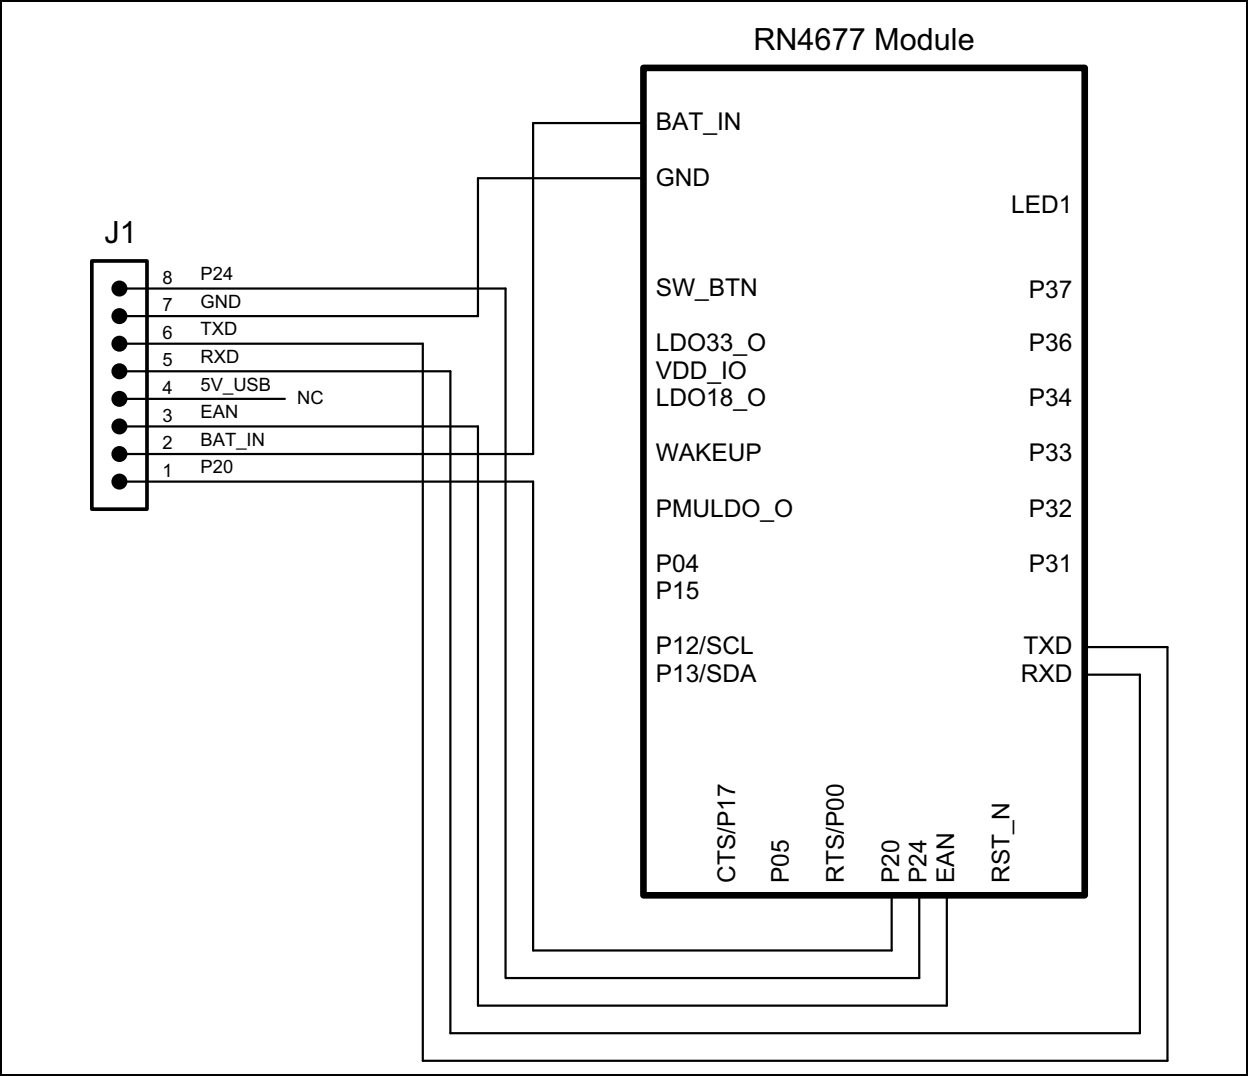 RN4677 Module
BAT_IN
GND
LED1
J1
8 P24
7 GND
6 TXD
5 RXD
4 5V_USB NC
3 EAN
2 BAT_IN
1 P20
SW_BTN P37
LDO33_O P36
VDD_IO
LDO18_O P34
WAKEUP P33
PMULDO_O P32
P04 P31
P15
P12/SCL TXD
P13/SDA RXD
CTS/P17
P05
RTS/P00
P20
P24
EAN
RST_N